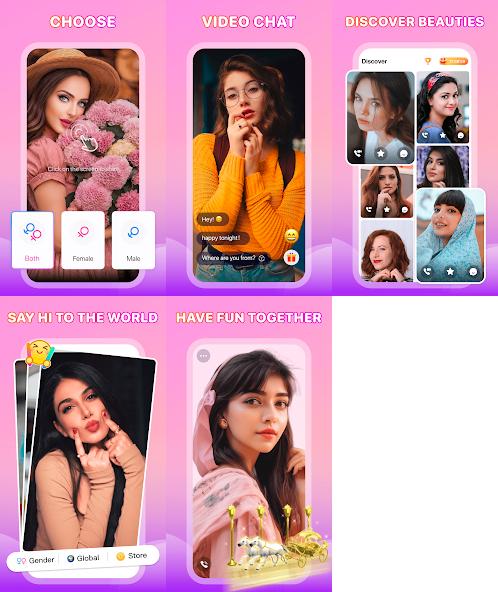 CHOOSE
Click on the screen to start
Both
Female
Male
VIDEO CHAT
Hey!
happy tonight!
Where are you from?
DISCOVER BEAUTIES
Discover
SAY HI TO THE WORLD
Gender
Global
Store
HAVE FUN TOGETHER